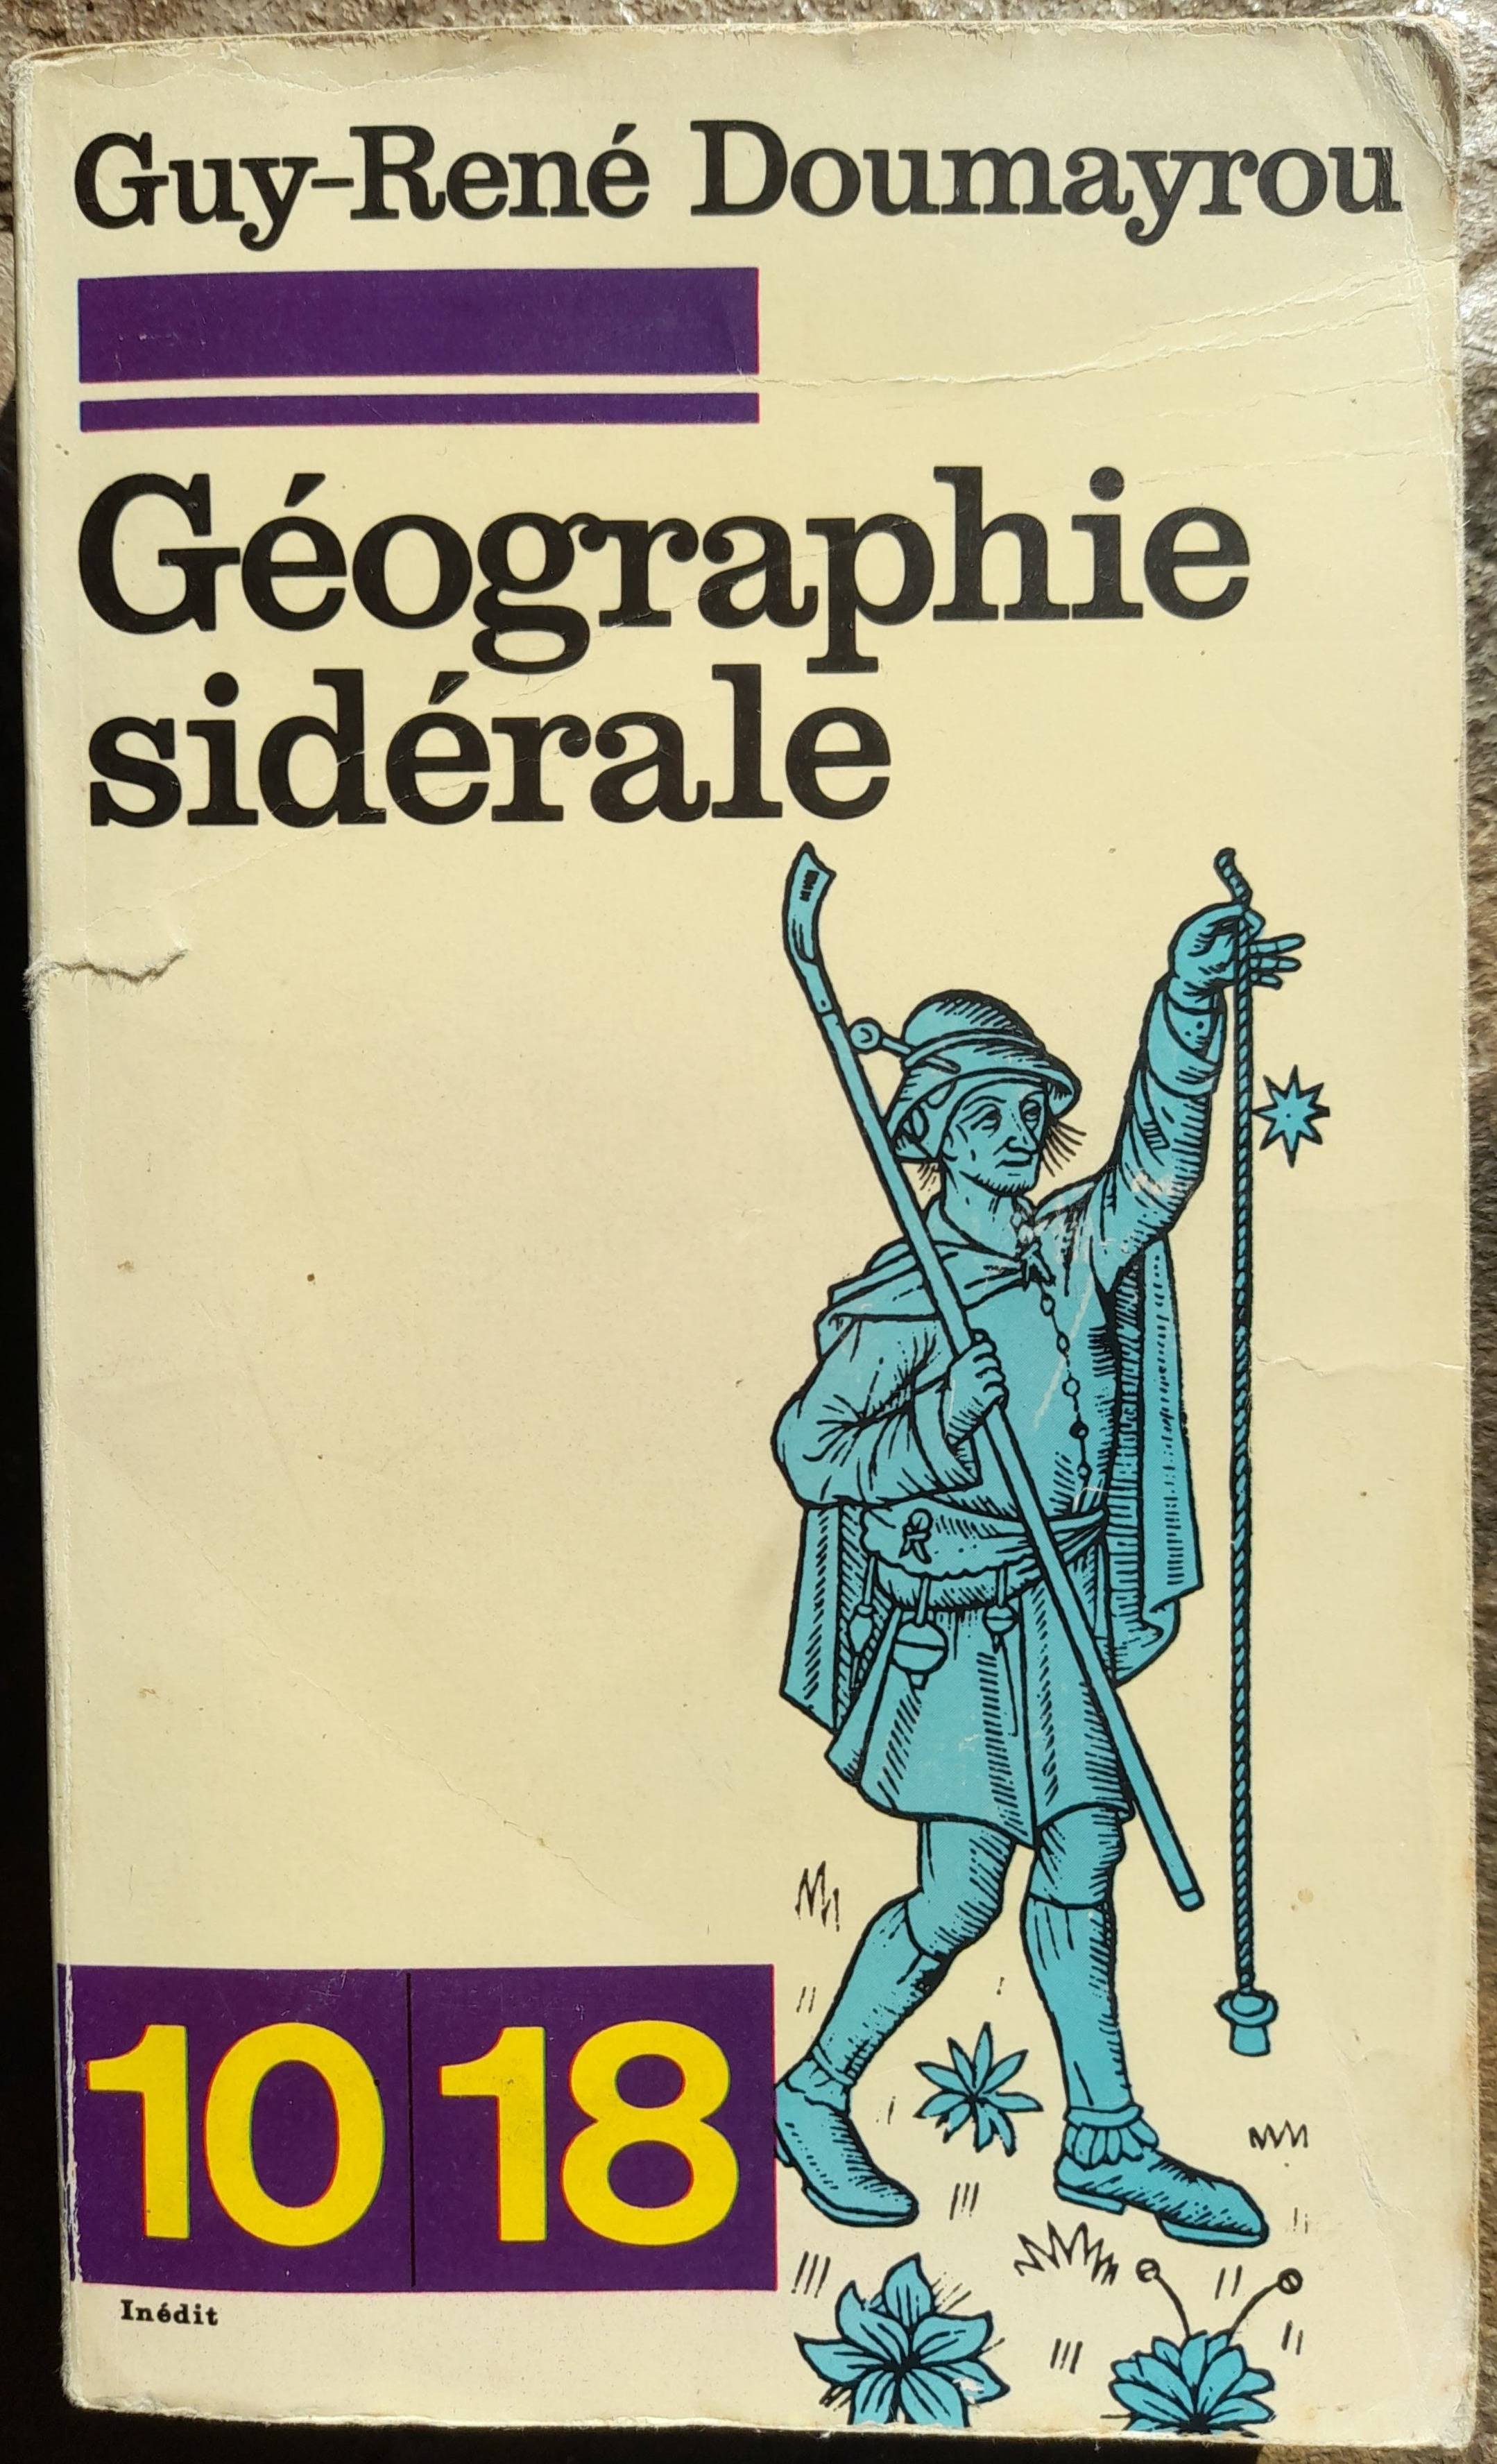 Guy-René Doumayrou
Géographie
sidérale
10 18
Inédit